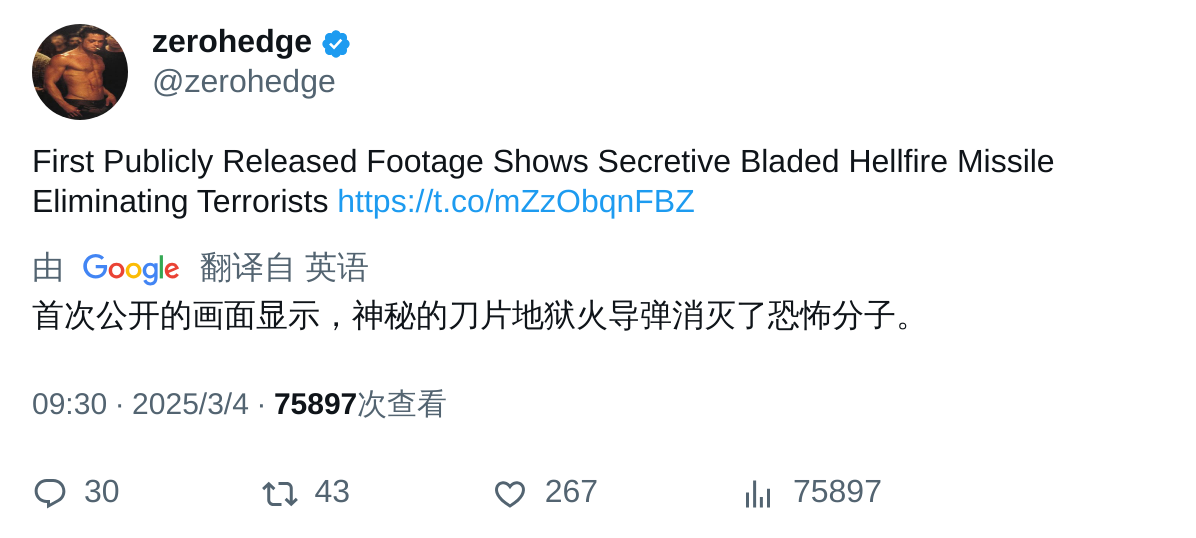 zerohedge
@zerohedge
First Publicly Released Footage Shows Secretive Bladed Hellfire Missile
Eliminating Terrorists https://t.co/mZzObqnFBZ
由 Google 翻译自 英语
首次公开的画面显示，神秘的刀片地狱火导弹消灭了恐怖分子。
09:30 · 2025/3/4 · 75897次查看
30 43 267 75897